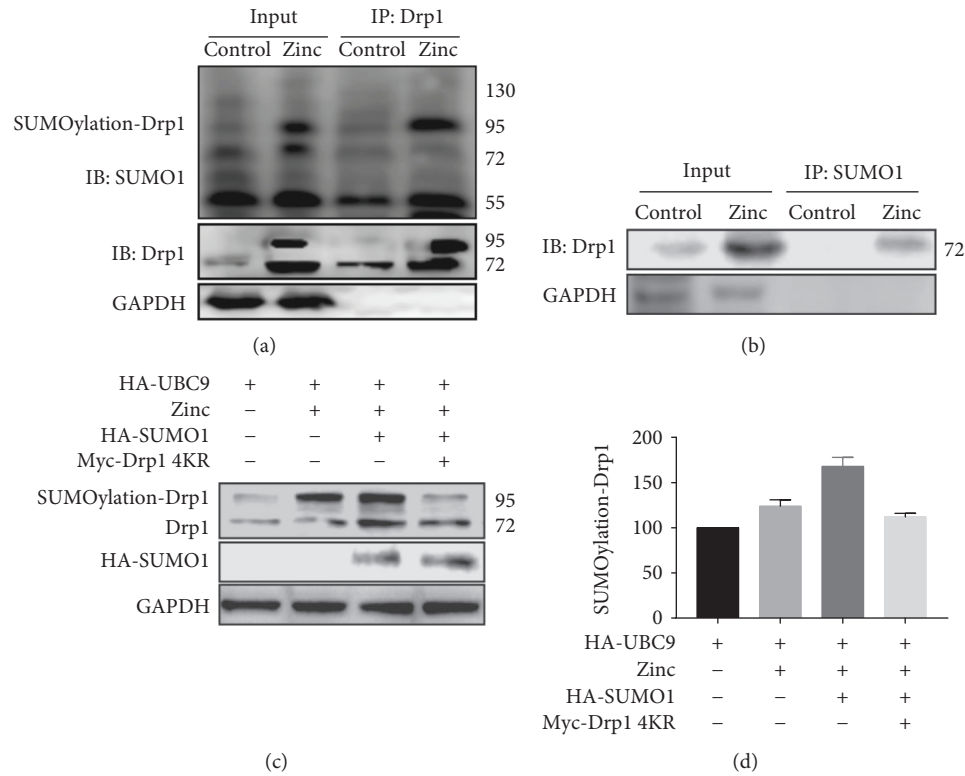 Input IP: Drp1
Control Zinc Control Zinc
130
SUMOylation-Drp1 95
72
IB: SUMO1
55
IB: Drp1 95
72
GAPDH
(a)
Input IP: SUMO1
Control Zinc Control Zinc
IB: Drp1 72
GAPDH
(b)
HA-UBC9 + + + +
Zinc − + + +
HA-SUMO1 − − + +
Myc-Drp1 4KR − − − +
SUMOylation-Drp1 95
Drp1 72
HA-SUMO1
GAPDH
(c)
200
150
100
50
0
SUMOylation-Drp1
HA-UBC9 + + + +
Zinc − + + +
HA-SUMO1 − − + +
Myc-Drp1 4KR − − − +
(d)